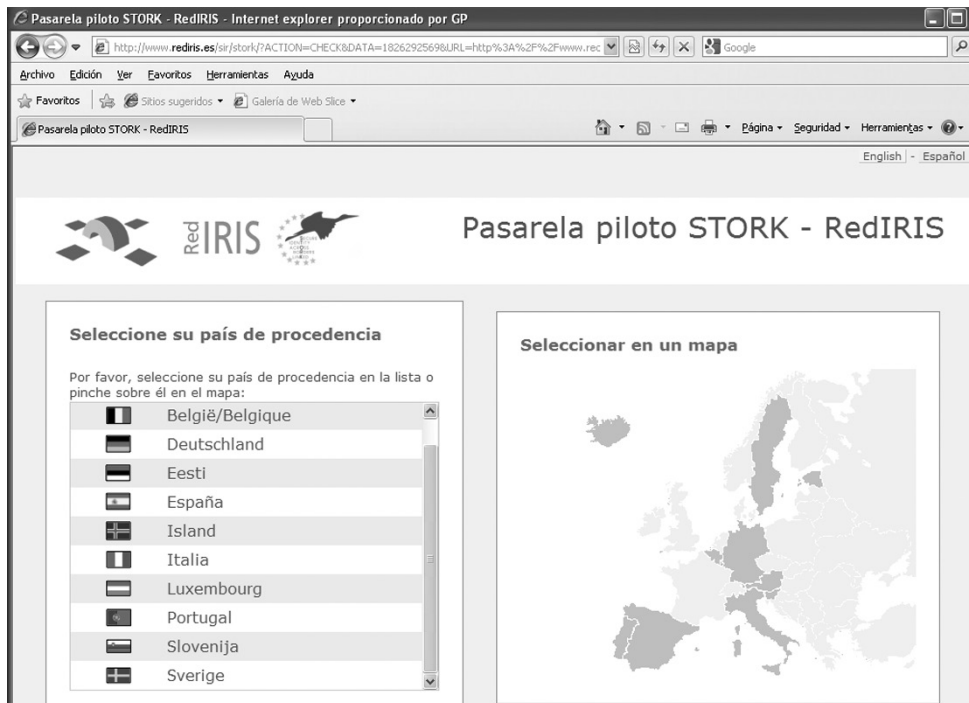 Pasarela piloto STORK - RedIRIS - Internet explorer proporcionado por GP
http://www.rediris.es/sir/stork/?ACTION=CHECK&DATA=1826292569&URL=http%3A%2F%2Fwww.rec
Google
Archivo Edición Ver Favoritos Herramientas Ayuda
Favoritos Sitios sugeridos Galería de Web Slice
Pasarela piloto STORK - RedIRIS
Página Seguridad Herramientas
English - Español
Red IRIS
Pasarela piloto STORK - RedIRIS
Seleccione su país de procedencia
Por favor, seleccione su país de procedencia en la lista o
pinche sobre él en el mapa:
België/Belgique
Deutschland
Eesti
España
Island
Italia
Luxembourg
Portugal
Slovenija
Sverige
Seleccionar en un mapa